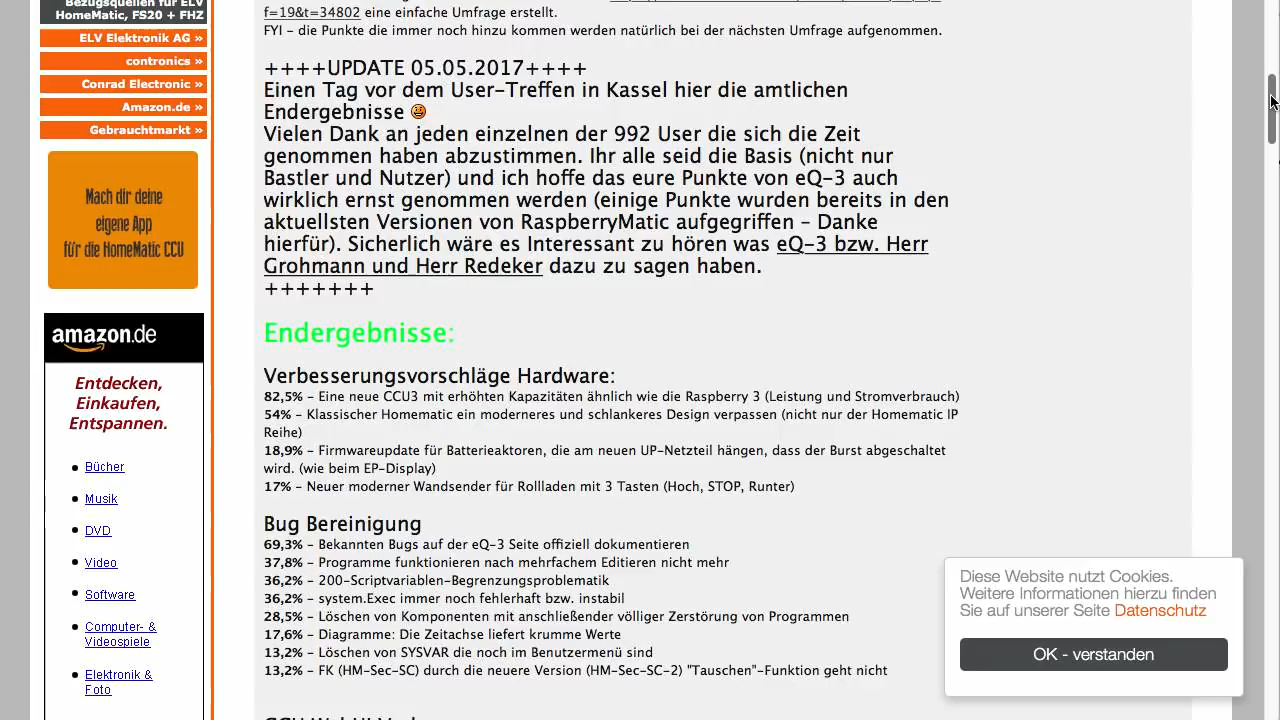 Bezugsquellen für ELV
HomeMatic, FS20 + FHZ
ELV Elektronik AG »
contronics »
Conrad Electronic »
Amazon.de »
Gebrauchtmarkt »
Mach dir deine
eigene App
für die HomeMatic CCU
amazon.de
Entdecken,
Einkaufen,
Entspannen.
Bücher
Musik
DVD
Video
Software
Computer- &
Videospiele
Elektronik &
Foto
f=19&t=34802 eine einfache Umfrage erstellt.
FYI – die Punkte die immer noch hinzu kommen werden natürlich bei der nächsten Umfrage aufgenommen.
++++UPDATE 05.05.2017++++
Einen Tag vor dem User-Treffen in Kassel hier die amtlichen
Endergebnisse
Vielen Dank an jeden einzelnen der 992 User die sich die Zeit
genommen haben abzustimmen. Ihr alle seid die Basis (nicht nur
Bastler und Nutzer) und ich hoffe das eure Punkte von eQ-3 auch
wirklich ernst genommen werden (einige Punkte wurden bereits in den
aktuellsten Versionen von RaspberryMatic aufgegriffen – Danke
hierfür). Sicherlich wäre es Interessant zu hören was eQ-3 bzw. Herr
Grohmann und Herr Redeker dazu zu sagen haben.
+++++++
Endergebnisse:
Verbesserungsvorschläge Hardware:
82,5% – Eine neue CCU3 mit erhöhten Kapazitäten ähnlich wie die Raspberry 3 (Leistung und Stromverbrauch)
54% – Klassischer Homematic ein moderneres und schlankeres Design verpassen (nicht nur der Homematic IP
Reihe)
18,9% – Firmwareupdate für Batterieaktoren, die am neuen UP-Netzteil hängen, dass der Burst abgeschaltet
wird. (wie beim EP-Display)
17% – Neuer moderner Wandsender für Rollladen mit 3 Tasten (Hoch, STOP, Runter)
Bug Bereinigung
69,3% – Bekannten Bugs auf der eQ-3 Seite offiziell dokumentieren
37,8% – Programme funktionieren nach mehrfachem Editieren nicht mehr
36,2% – 200-Scriptvariablen-Begrenzungsproblematik
36,2% – system.Exec immer noch fehlerhaft bzw. instabil
28,5% – Löschen von Komponenten mit anschließender völliger Zerstörung von Programmen
17,6% – Diagramme: Die Zeitachse liefert krumme Werte
13,2% – Löschen von SYSVAR die noch im Benutzermenü sind
13,2% – FK (HM-Sec-SC) durch die neuere Version (HM-Sec-SC-2) "Tauschen"-Funktion geht nicht
Diese Website nutzt Cookies.
Weitere Informationen hierzu finden
Sie auf unserer Seite Datenschutz
OK - verstanden